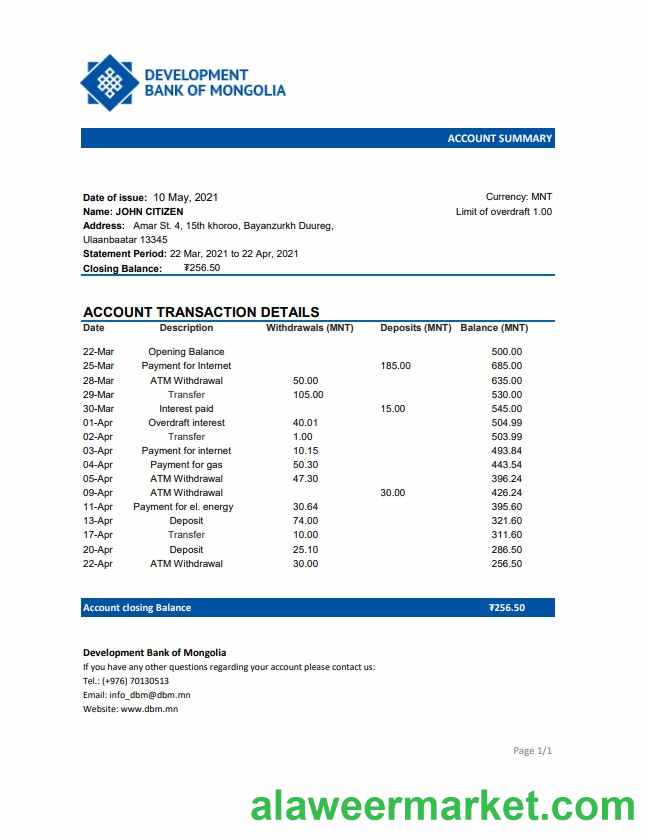 DEVELOPMENT
BANK OF MONGOLIA
ACCOUNT SUMMARY
Date of issue: 10 May, 2021 Currency: MNT
Name: JOHN CITIZEN Limit of overdraft 1.00
Address: Amar St. 4, 15th khoroo, Bayanzurkh Duureg,
Ulaanbaatar 13345
Statement Period: 22 Mar, 2021 to 22 Apr, 2021
Closing Balance: ₮256.50
ACCOUNT TRANSACTION DETAILS
Date Description Withdrawals (MNT) Deposits (MNT) Balance (MNT)
22-Mar Opening Balance 500.00
25-Mar Payment for Internet 185.00 685.00
28-Mar ATM Withdrawal 50.00 635.00
29-Mar Transfer 105.00 530.00
30-Mar Interest paid 15.00 545.00
01-Apr Overdraft interest 40.01 504.99
02-Apr Transfer 1.00 503.99
03-Apr Payment for internet 10.15 493.84
04-Apr Payment for gas 50.30 443.54
05-Apr ATM Withdrawal 47.30 396.24
09-Apr ATM Withdrawal 30.00 426.24
11-Apr Payment for el. energy 30.64 395.60
13-Apr Deposit 74.00 321.60
17-Apr Transfer 10.00 311.60
20-Apr Deposit 25.10 286.50
22-Apr ATM Withdrawal 30.00 256.50
Account closing Balance ₮256.50
Development Bank of Mongolia
If you have any other questions regarding your account please contact us:
Tel.: (+976) 70130513
Email: info_dbm@dbm.mn
Website: www.dbm.mn
Page 1/1
alaweermarket.com